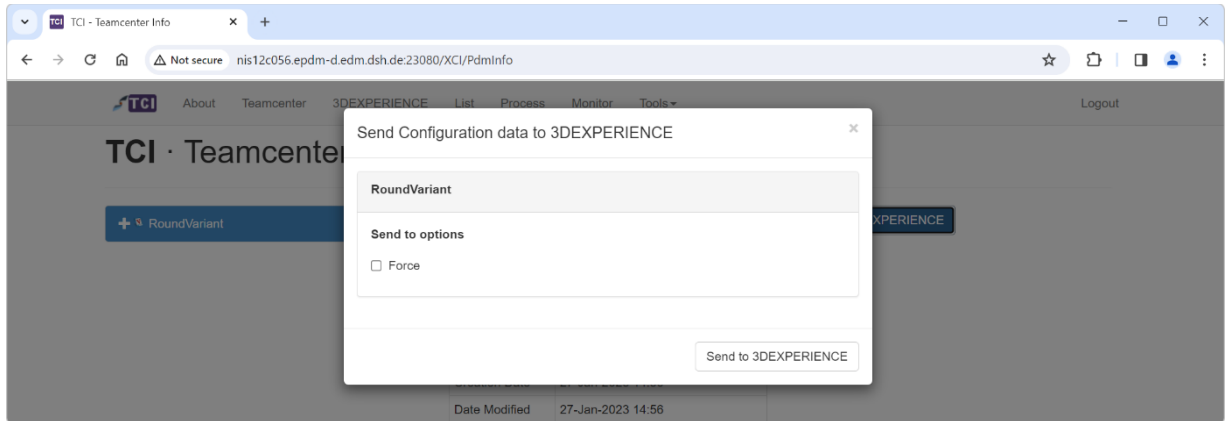 TCI TCI - Teamcenter Info
Not secure nis12c056.epdm-d.edm.dsh.de:23080/XCI/PdmInfo
TCI About Teamcenter 3DEXPERIENCE List Process Monitor Tools Logout
Send Configuration data to 3DEXPERIENCE ×
TCI · Teamcenter
RoundVariant
RoundVariant
XPERIENCE
Send to options
Force
Send to 3DEXPERIENCE
Date Modified 27-Jan-2023 14:56